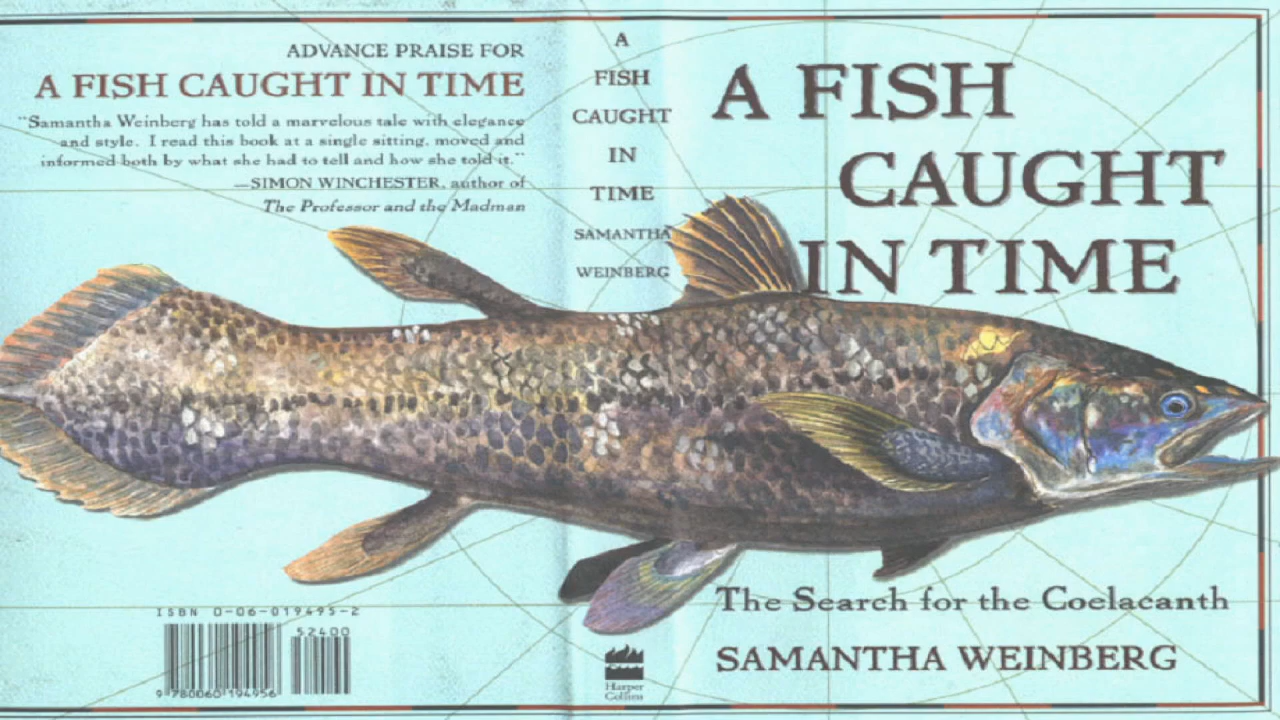 ADVANCE PRAISE FOR
A FISH CAUGHT IN TIME
"Samantha Weinberg has told a marvelous tale with elegance
and style. I read this book at a single sitting, moved and
informed both by what she had to tell and how she told it."
—SIMON WINCHESTER, author of
The Professor and the Madman
ISBN 0-06-019495-2
52400
9 780060 194956
A
FISH
CAUGHT
IN
TIME
SAMANTHA
WEINBERG
Harper
Collins
A FISH
CAUGHT
IN TIME
The Search for the Coelacanth
SAMANTHA WEINBERG